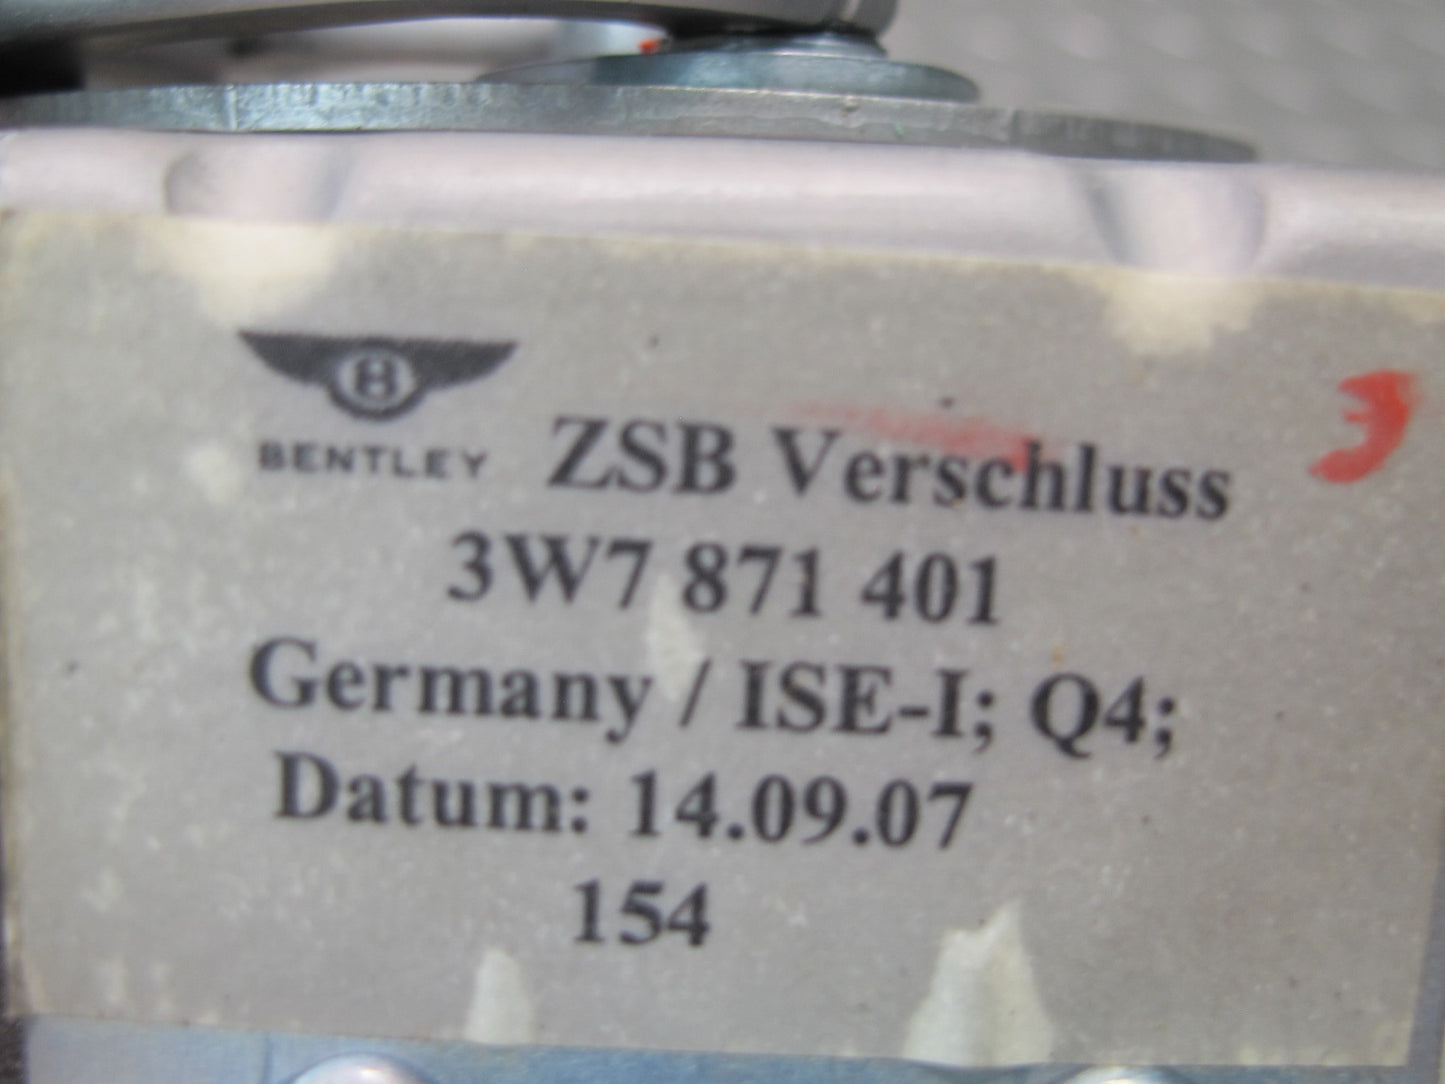 B
BENTLEY ZSB Verschluss
3W7 871 401
Germany / ISE-I; Q4;
Datum: 14.09.07
154